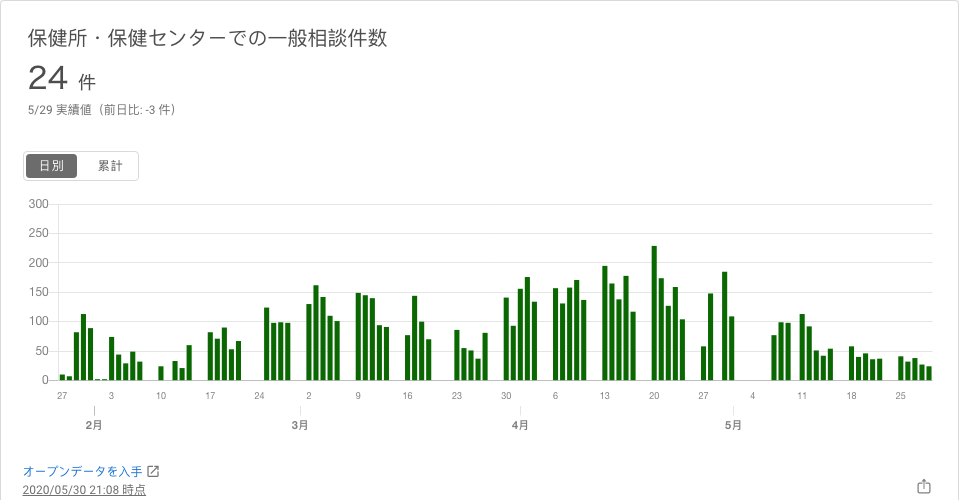 保健所・保健センターでの一般相談件数
24 件
5/29 実績値（前日比: -3 件）
日別 累計
300
250
200
150
100
50
0
27 3 10 17 24 2 9 16 23 30 6 13 20 27 4 11 18 25
2月 3月 4月 5月
オープンデータを入手
2020/05/30 21:08 時点